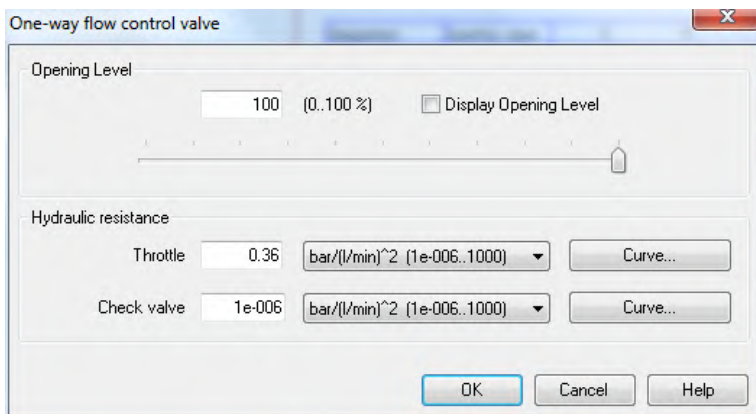 One-way flow control valve
Opening Level
100 (0..100 %) Display Opening Level
Hydraulic resistance
Throttle 0.36 bar/(l/min)^2 (1e-006..1000) Curve...
Check valve 1e-006 bar/(l/min)^2 (1e-006..1000) Curve...
OK Cancel Help